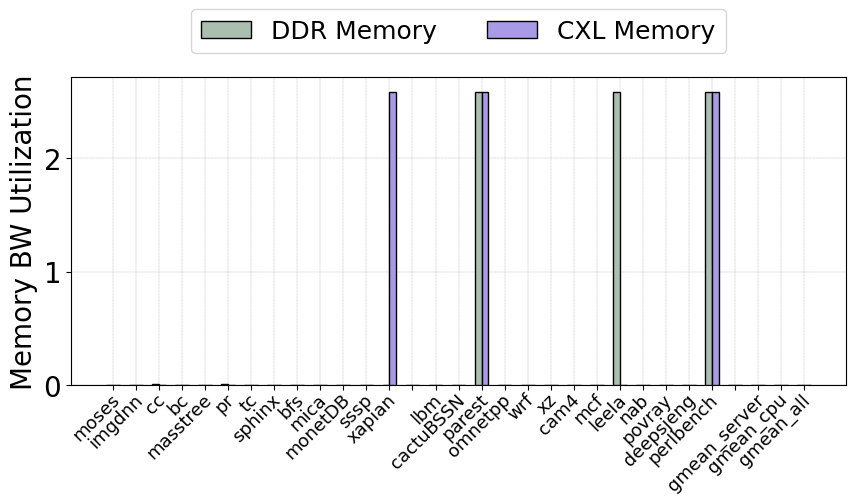 DDR Memory CXL Memory
Memory BW Utilization
2
1
0
moses
imgdnn
cc
bc
masstree
pr
tc
sphinx
bfs
mica
monetDB
sssp
xapian
lbm
cactuBSSN
parest
omnetpp
wrf
xz
cam4
mcf
leela
nab
povray
deepsjeng
perlbench
gmean_server
gmean_cpu
gmean_all